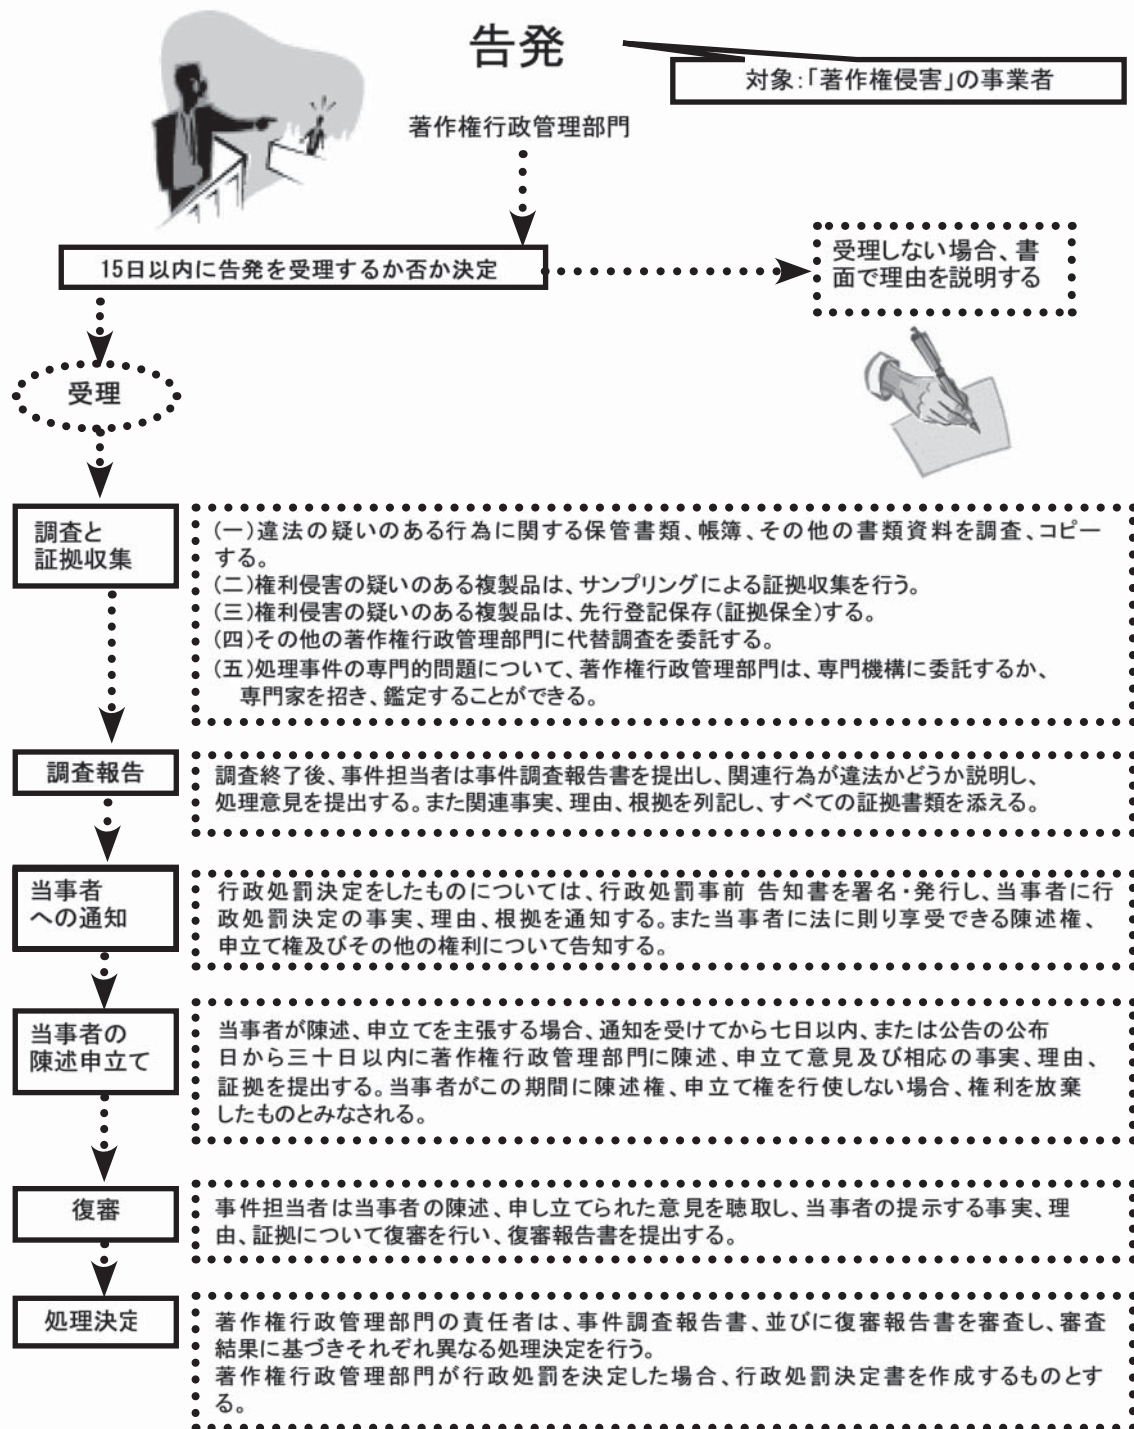 告発
対象：「著作権侵害」の事業者
著作権行政管理部門
15日以内に告発を受理するか否か決定
受理しない場合、書
面で理由を説明する
受理
調査と
証拠収集
(一)違法の疑いのある行為に関する保管書類、帳簿、その他の書類資料を調査、コピー
する。
(二)権利侵害の疑いのある複製品は、サンプリングによる証拠収集を行う。
(三)権利侵害の疑いのある複製品は、先行登記保存(証拠保全)する。
(四)その他の著作権行政管理部門に代替調査を委託する。
(五)処理事件の専門的問題について、著作権行政管理部門は、専門機構に委託するか、
専門家を招き、鑑定することができる。
調査報告
調査終了後、事件担当者は事件調査報告書を提出し、関連行為が違法かどうか説明し、
処理意見を提出する。また関連事実、理由、根拠を列記し、すべての証拠書類を添える。
当事者
への通知
行政処罰決定をしたものについては、行政処罰事前 告知書を署名・発行し、当事者に行
政処罰決定の事実、理由、根拠を通知する。また当事者に法に則り享受できる陳述権、
申立て権及びその他の権利について告知する。
当事者の
陳述申立て
当事者が陳述、申立てを主張する場合、通知を受けてから七日以内、または公告の公布
日から三十日以内に著作権行政管理部門に陳述、申立て意見及び相応の事実、理由、
証拠を提出する。当事者がこの期間に陳述権、申立て権を行使しない場合、権利を放棄
したものとみなされる。
復審
事件担当者は当事者の陳述、申し立てられた意見を聴取し、当事者の提示する事実、理
由、証拠について復審を行い、復審報告書を提出する。
処理決定
著作権行政管理部門の責任者は、事件調査報告書、並びに復審報告書を審査し、審査
結果に基づきそれぞれ異なる処理決定を行う。
著作権行政管理部門が行政処罰を決定した場合、行政処罰決定書を作成するものとす
る。